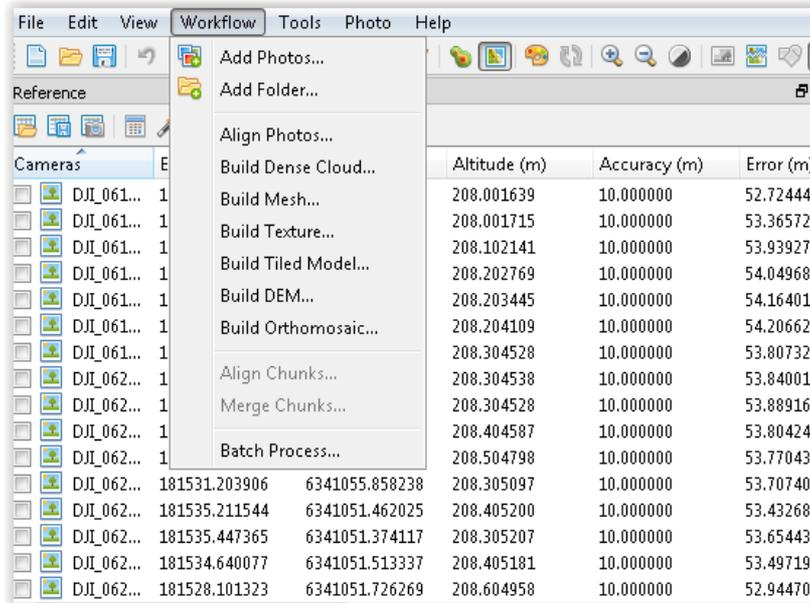 File Edit View Workflow Tools Photo Help
Add Photos...
Add Folder...
Reference
Align Photos...
Cameras E Altitude (m) Accuracy (m) Error (m)
Build Dense Cloud...
DJI_061... 1 208.001639 10.000000 52.72444
Build Mesh...
DJI_061... 1 208.001715 10.000000 53.36572
Build Texture...
DJI_061... 1 208.102141 10.000000 53.93927
Build Tiled Model...
DJI_061... 1 208.202769 10.000000 54.04968
Build DEM...
DJI_061... 1 208.203445 10.000000 54.16401
Build Orthomosaic...
DJI_061... 1 208.204109 10.000000 54.20662
DJI_061... 1 208.304528 10.000000 53.80732
Align Chunks...
DJI_062... 1 208.304538 10.000000 53.84001
Merge Chunks...
DJI_062... 1 208.304528 10.000000 53.88916
DJI_062... 1 208.404587 10.000000 53.80424
Batch Process...
DJI_062... 1 208.504798 10.000000 53.77043
DJI_062... 181531.203906 6341055.858238 208.305097 10.000000 53.70740
DJI_062... 181535.211544 6341051.462025 208.405200 10.000000 53.43268
DJI_062... 181535.447365 6341051.374117 208.305207 10.000000 53.65443
DJI_062... 181534.640077 6341051.513337 208.405181 10.000000 53.49719
DJI_062... 181528.101323 6341051.726269 208.604958 10.000000 52.94470